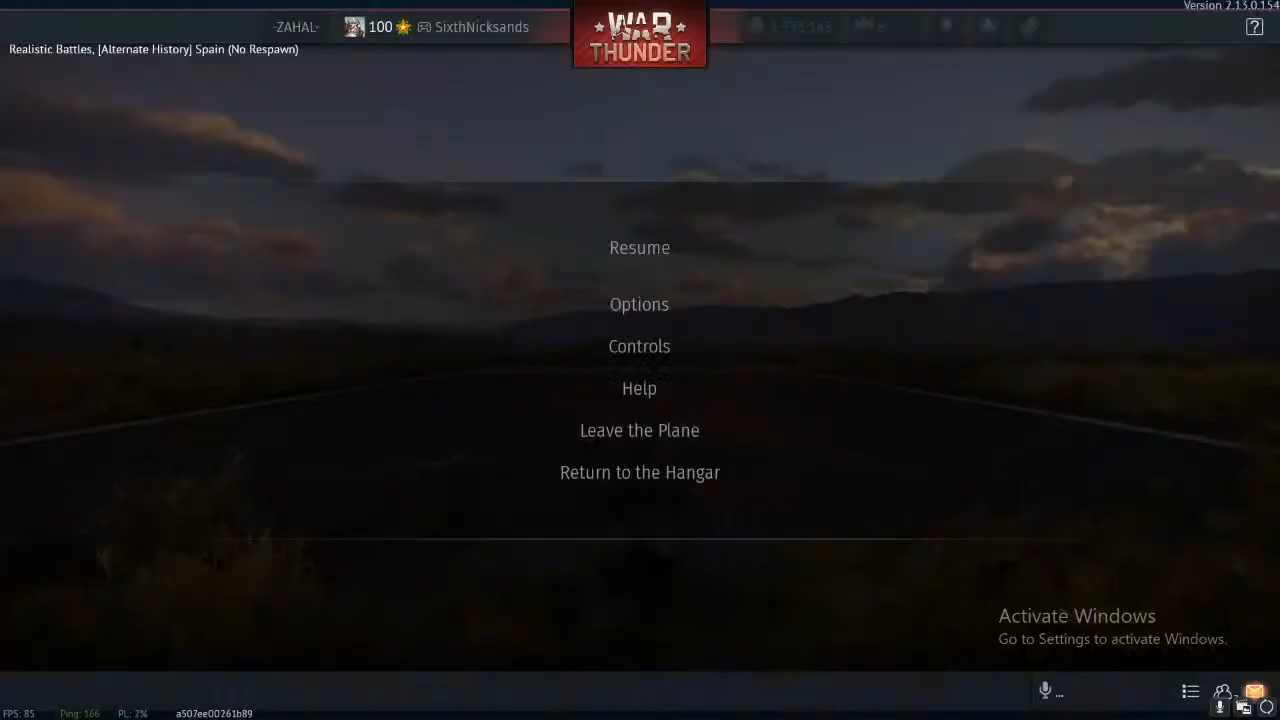 Version 2.13.0.154
-ZAHAL- 100 SixthNicksands
WAR THUNDER
Realistic Battles, [Alternate History] Spain (No Respawn)
Resume
Options
Controls
Help
Leave the Plane
Return to the Hangar
Activate Windows
Go to Settings to activate Windows.
...
FPS: 85 Ping: 166 PL: 2% a507ee00261b89